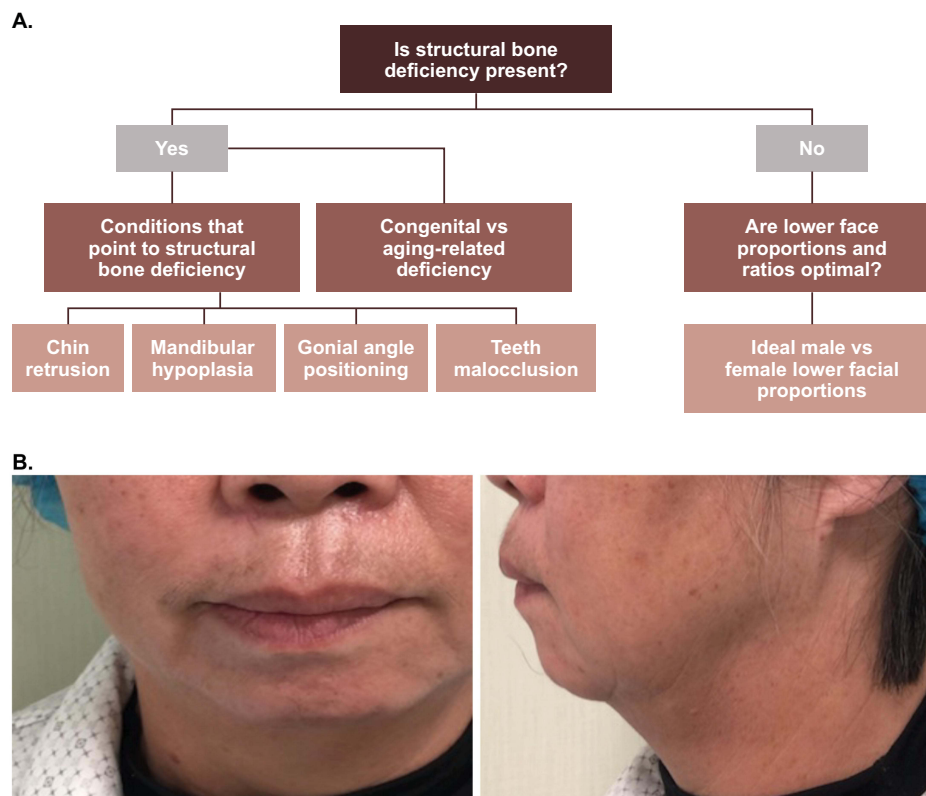 A.
Is structural bone
deficiency present?
Yes
No
Conditions that
point to structural
bone deficiency
Congenital vs
aging-related
deficiency
Are lower face
proportions and
ratios optimal?
Chin
retrusion
Mandibular
hypoplasia
Gonial angle
positioning
Teeth
malocclusion
Ideal male vs
female lower facial
proportions
B.